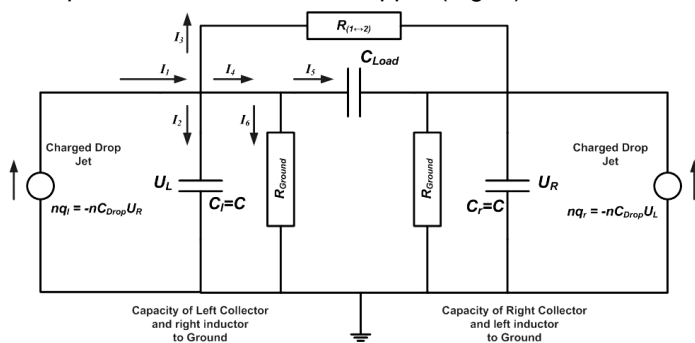 R(1↔2)
I3
CLoad
I1
I4
I5
I2
I6
Charged Drop
Jet
UL
RGround
RGround
UR
Charged Drop
Jet
nql = -nCDropUR
Cl=C
Cr=C
nqr = -nCDropUL
Capacity of Left Collector
and right inductor
to Ground
Capacity of Right Collector
and left inductor
to Ground